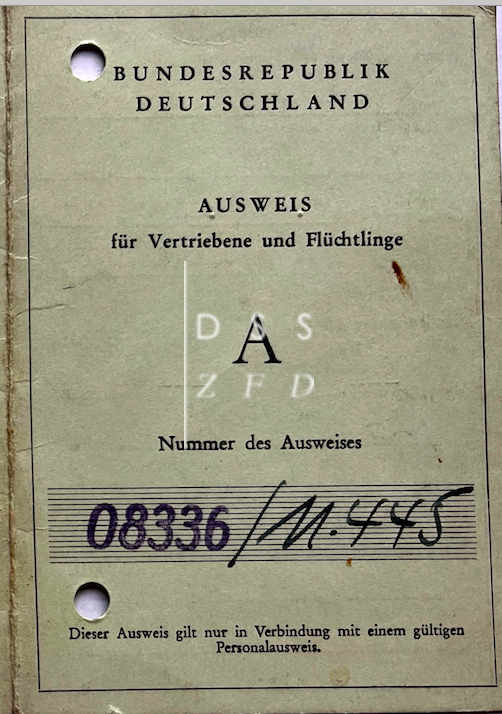 BUNDESREPUBLIK
DEUTSCHLAND
AUSWEIS
für Vertriebene und Flüchtlinge
A
DSS
ZFD
Nummer des Ausweises
08336/M.445
Dieser Ausweis gilt nur in Verbindung mit einem gültigen
Personalausweis.